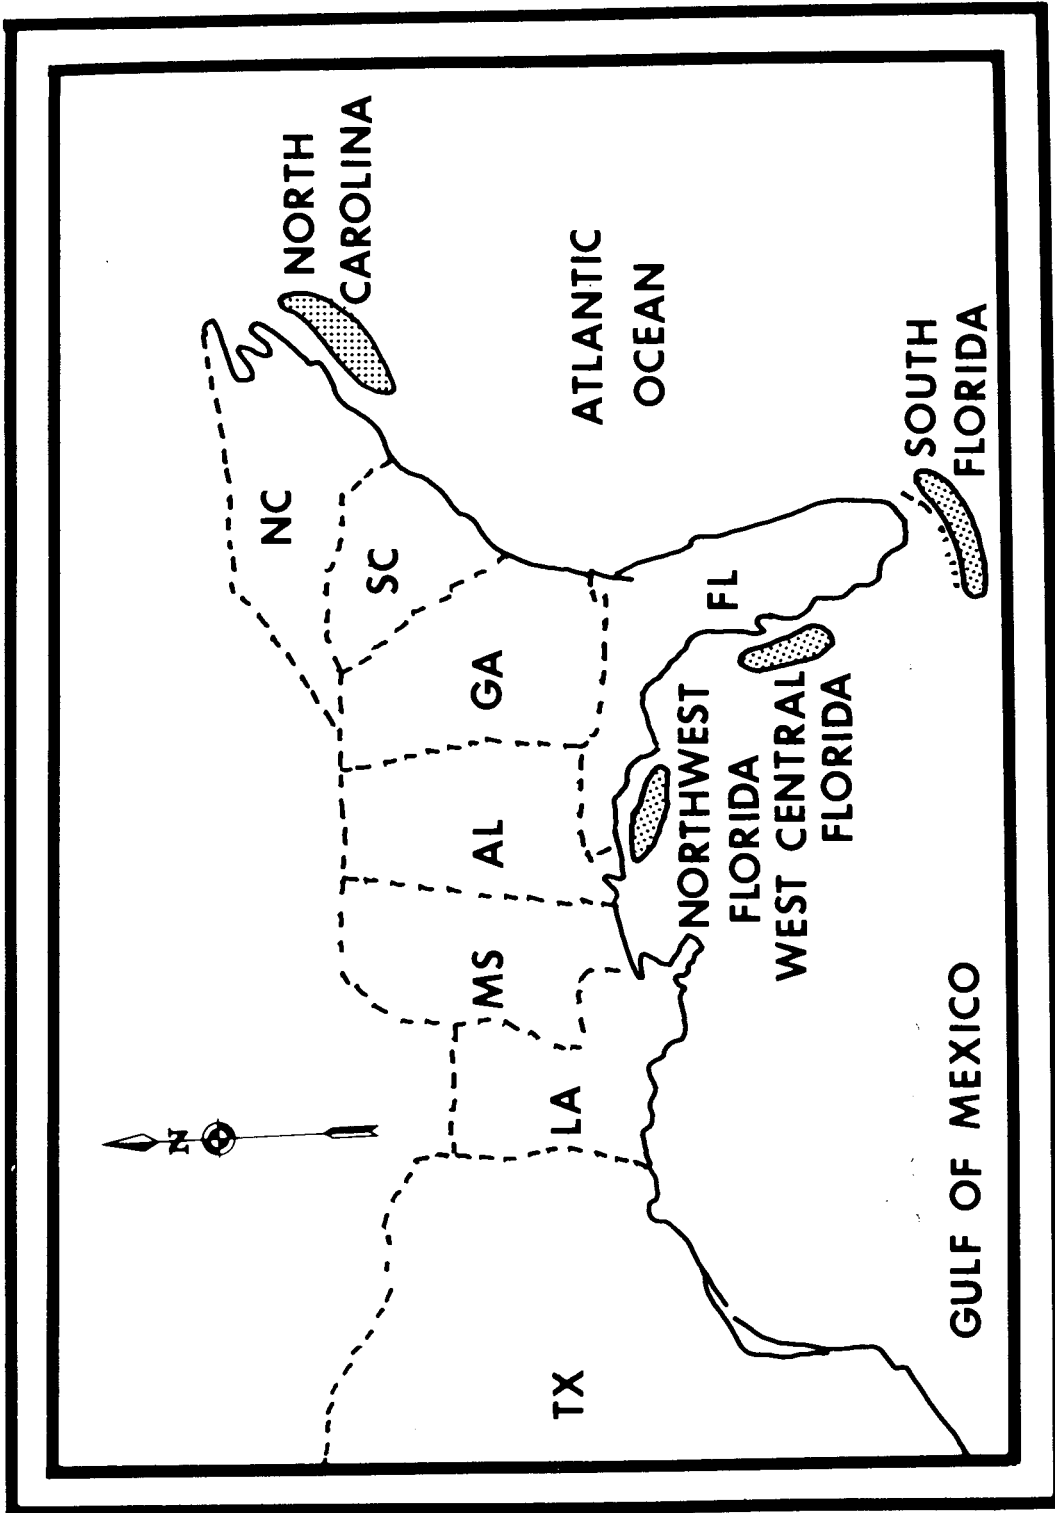 NORTH
CAROLINA
NC
SC
ATLANTIC
OCEAN
GA
AL
MS
N
LA
TX
FL
SOUTH
FLORIDA
NORTHWEST
FLORIDA
WEST CENTRAL
FLORIDA
GULF OF MEXICO